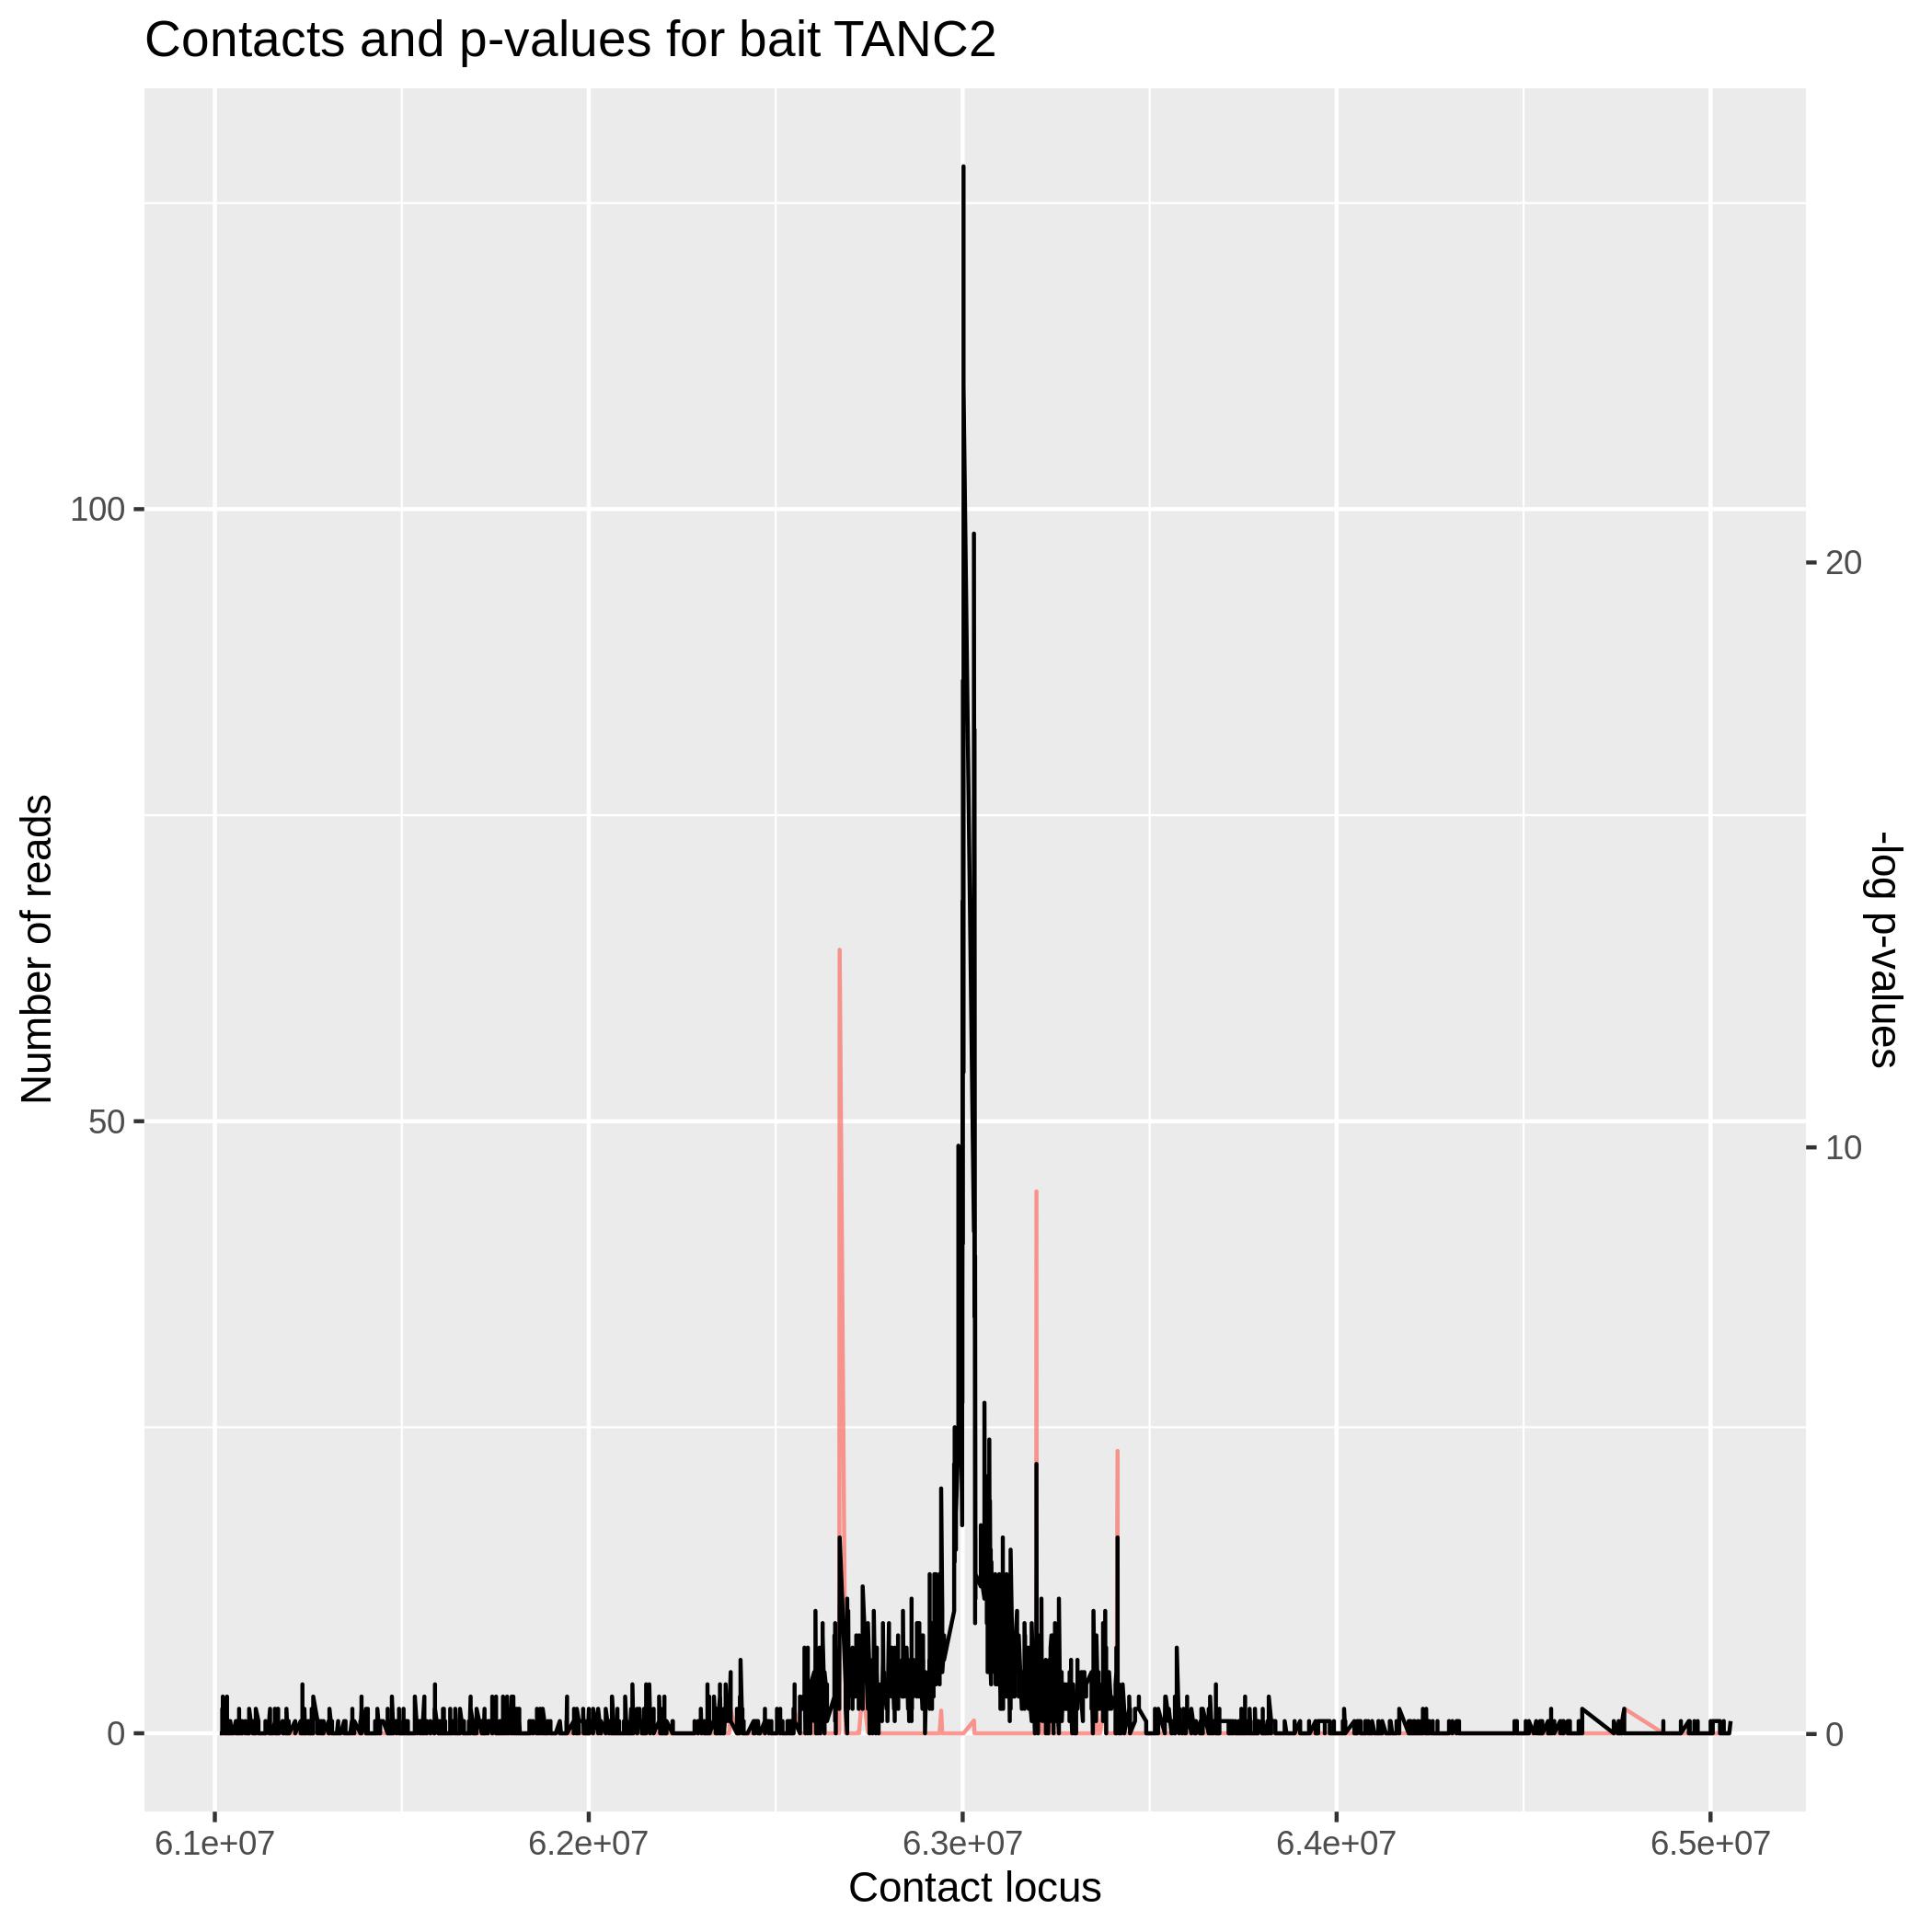 Contacts and p-values for bait TANC2
Number of reads
100
50
0
20
10
0
-log p-values
6.1e+07
6.2e+07
6.3e+07
6.4e+07
6.5e+07
Contact locus